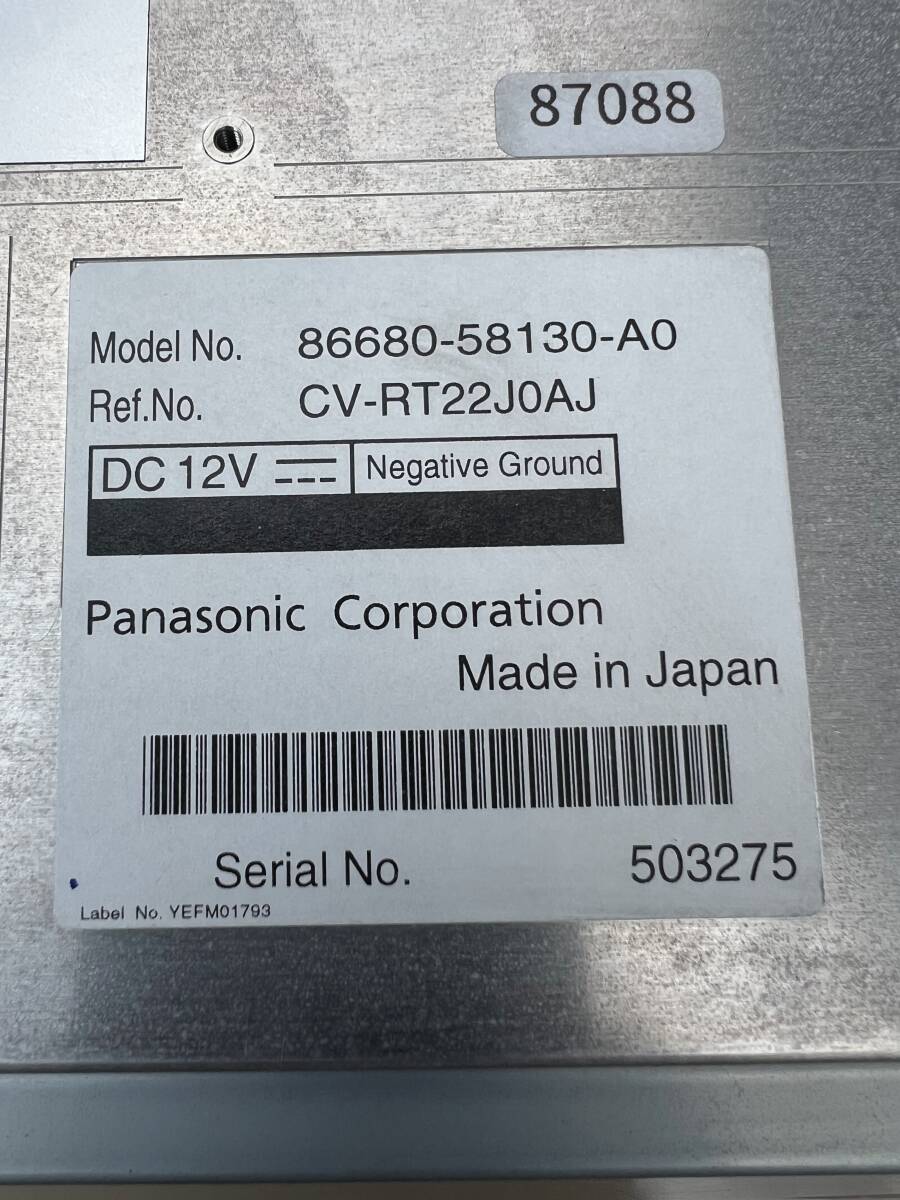 87088
Model No. 86680-58130-A0
Ref.No. CV-RT22J0AJ
DC 12V Negative Ground
Panasonic Corporation
Made in Japan
Serial No. 503275
Label No. YEFM01793